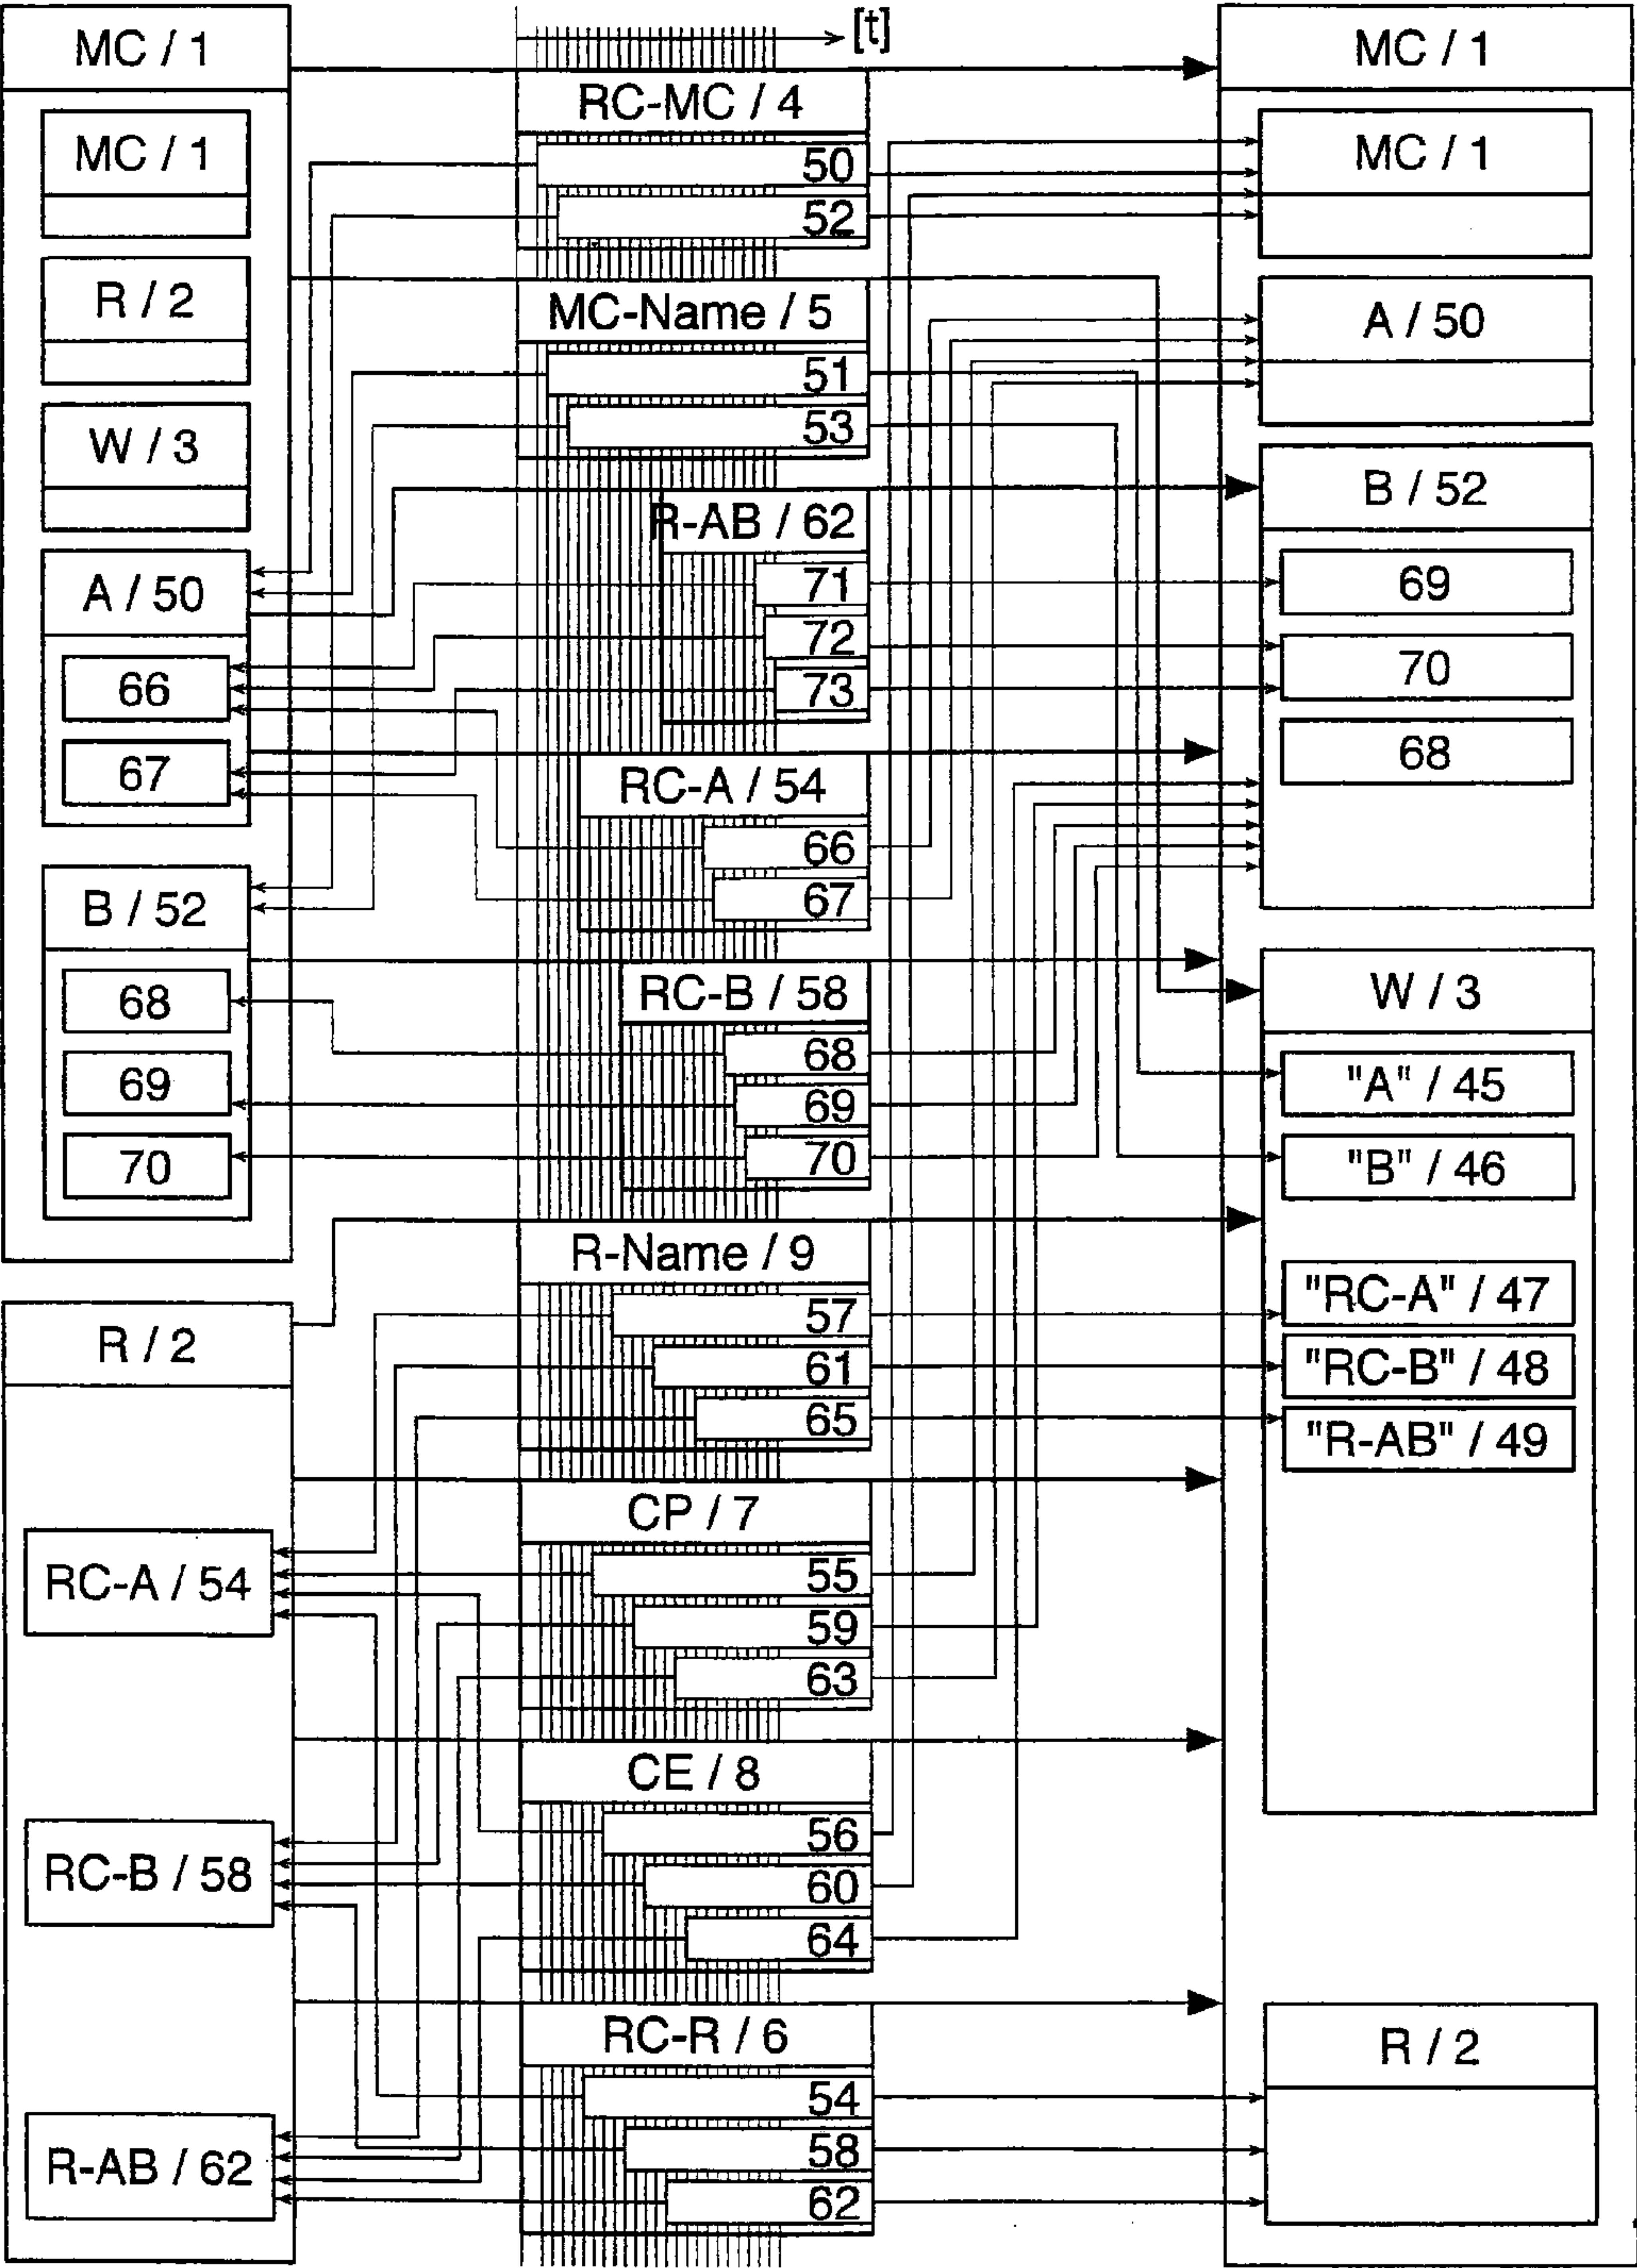 [t]
MC / 1
MC / 1
R / 2
W / 3
A / 50
66
67
B / 52
68
69
70
R / 2
RC-A / 54
RC-B / 58
R-AB / 62
RC-MC / 4
50
52
MC-Name / 5
51
53
R-AB / 62
71
72
73
RC-A / 54
66
67
RC-B / 58
68
69
70
R-Name / 9
57
61
65
CP / 7
55
59
63
CE / 8
56
60
64
RC-R / 6
54
58
62
MC / 1
MC / 1
A / 50
B / 52
69
70
68
W / 3
"A" / 45
"B" / 46
"RC-A" / 47
"RC-B" / 48
"R-AB" / 49
R / 2